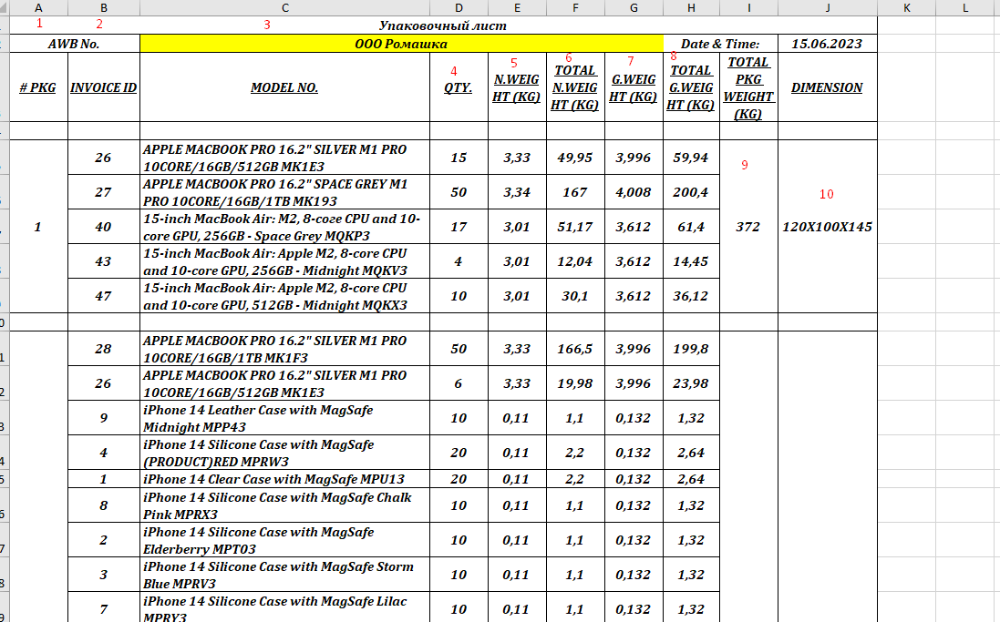 A B C D E F G H I J K L
1 2 3 Упаковочный лист
AWB No. ООО Ромашка Date & Time: 15.06.2023
# PKG INVOICE ID MODEL NO. 4 QTY. 5 N.WEIG HT (KG) 6 TOTAL N.WEIG HT (KG) 7 G.WEIG HT (KG) 8 TOTAL G.WEIG HT (KG) TOTAL PKG WEIGHT (KG) DIMENSION
26 APPLE MACBOOK PRO 16.2" SILVER M1 PRO 15 3,33 49,95 3,996 59,94 9
10CORE/16GB/512GB MK1E3
27 APPLE MACBOOK PRO 16.2" SPACE GREY M1 50 3,34 167 4,008 200,4 10
PRO 10CORE/16GB/1TB MK193
1 40 15-inch MacBook Air: M2, 8-coze CPU and 10- 17 3,01 51,17 3,612 61,4 372 120X100X145
core GPU, 256GB - Space Grey MQKP3
43 15-inch MacBook Air: Apple M2, 8-core CPU 4 3,01 12,04 3,612 14,45
and 10-core GPU, 256GB - Midnight MQKV3
47 15-inch MacBook Air: Apple M2, 8-core CPU 10 3,01 30,1 3,612 36,12
and 10-core GPU, 512GB - Midnight MQKX3
28 APPLE MACBOOK PRO 16.2" SILVER M1 PRO 50 3,33 166,5 3,996 199,8
10CORE/16GB/1TB MK1F3
26 APPLE MACBOOK PRO 16.2" SILVER M1 PRO 6 3,33 19,98 3,996 23,98
10CORE/16GB/512GB MK1E3
9 iPhone 14 Leather Case with MagSafe 10 0,11 1,1 0,132 1,32
Midnight MPP43
4 iPhone 14 Silicone Case with MagSafe 20 0,11 2,2 0,132 2,64
(PRODUCT)RED MPRW3
1 iPhone 14 Clear Case with MagSafe MPU13 20 0,11 2,2 0,132 2,64
8 iPhone 14 Silicone Case with MagSafe Chalk 10 0,11 1,1 0,132 1,32
Pink MPRX3
2 iPhone 14 Silicone Case with MagSafe 10 0,11 1,1 0,132 1,32
Elderberry MPT03
3 iPhone 14 Silicone Case with MagSafe Storm 10 0,11 1,1 0,132 1,32
Blue MPRV3
7 iPhone 14 Silicone Case with MagSafe Lilac 10 0,11 1,1 0,132 1,32
MPRY3